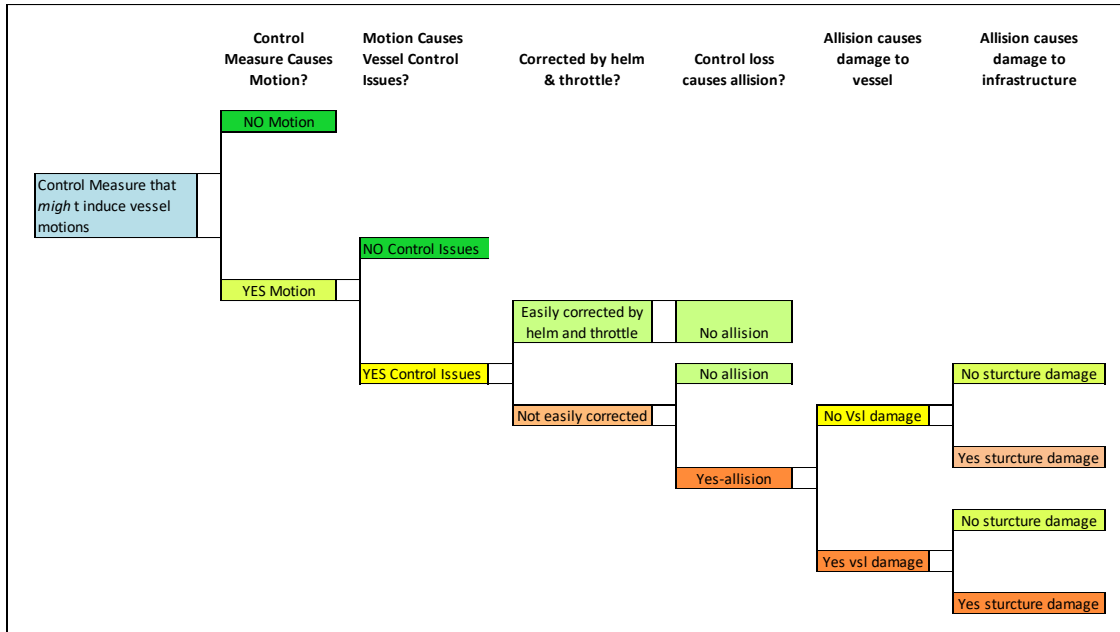 Control
Measure Causes
Motion?
Motion Causes
Vessel Control
Issues?
Corrected by helm
& throttle?
Control loss
causes allision?
Allision causes
damage to
vessel
Allision causes
damage to
infrastructure
NO Motion
Control Measure that
migh t induce vessel
motions
NO Control Issues
YES Motion
Easily corrected by
helm and throttle
No allision
YES Control Issues
No allision
No sturcture damage
Not easily corrected
No Vsl damage
Yes sturcture damage
Yes-allision
No sturcture damage
Yes vsl damage
Yes sturcture damage